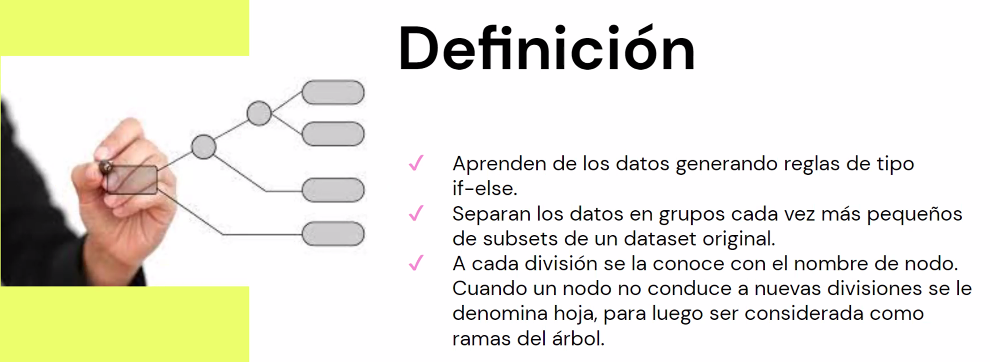 Definición
Aprenden de los datos generando reglas de tipo
if-else.
Separan los datos en grupos cada vez más pequeños
de subsets de un dataset original.
A cada división se la conoce con el nombre de nodo.
Cuando un nodo no conduce a nuevas divisiones se le
denomina hoja, para luego ser considerada como
ramas del árbol.